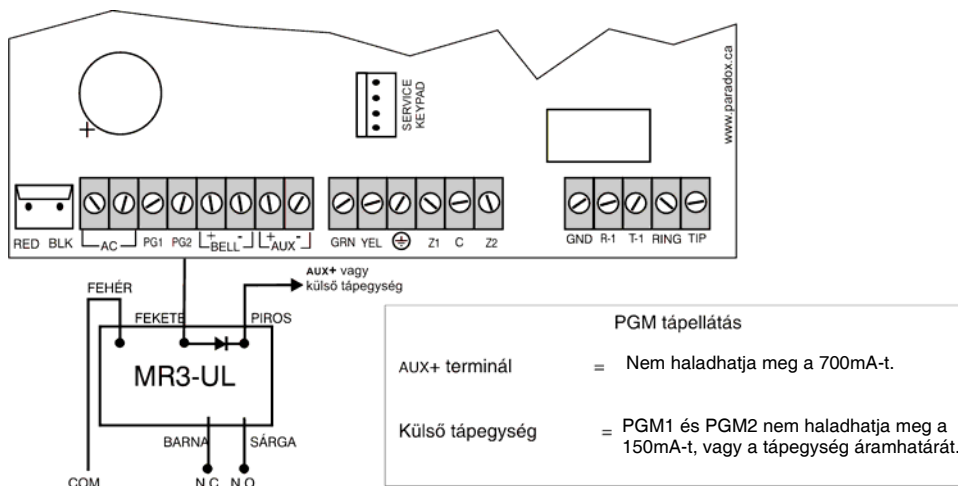 www.paradox.ca
SERVICE
KEYPAD
RED BLK AC PG1 PG2 + - BELL + - AUX GRN YEL Z1 C Z2 GND R-1 T-1 RING TIP
+
AUX+ vagy
külső tápegység
FEHÉR
FEKETE PIROS
MR3-UL
BARNA SÁRGA
COM N.C. N.O.
PGM tápellátás
AUX+ terminál = Nem haladhatja meg a 700mA-t.
Külső tápegység = PGM1 és PGM2 nem haladhatja meg a
150mA-t, vagy a tápegység áramhatárát.